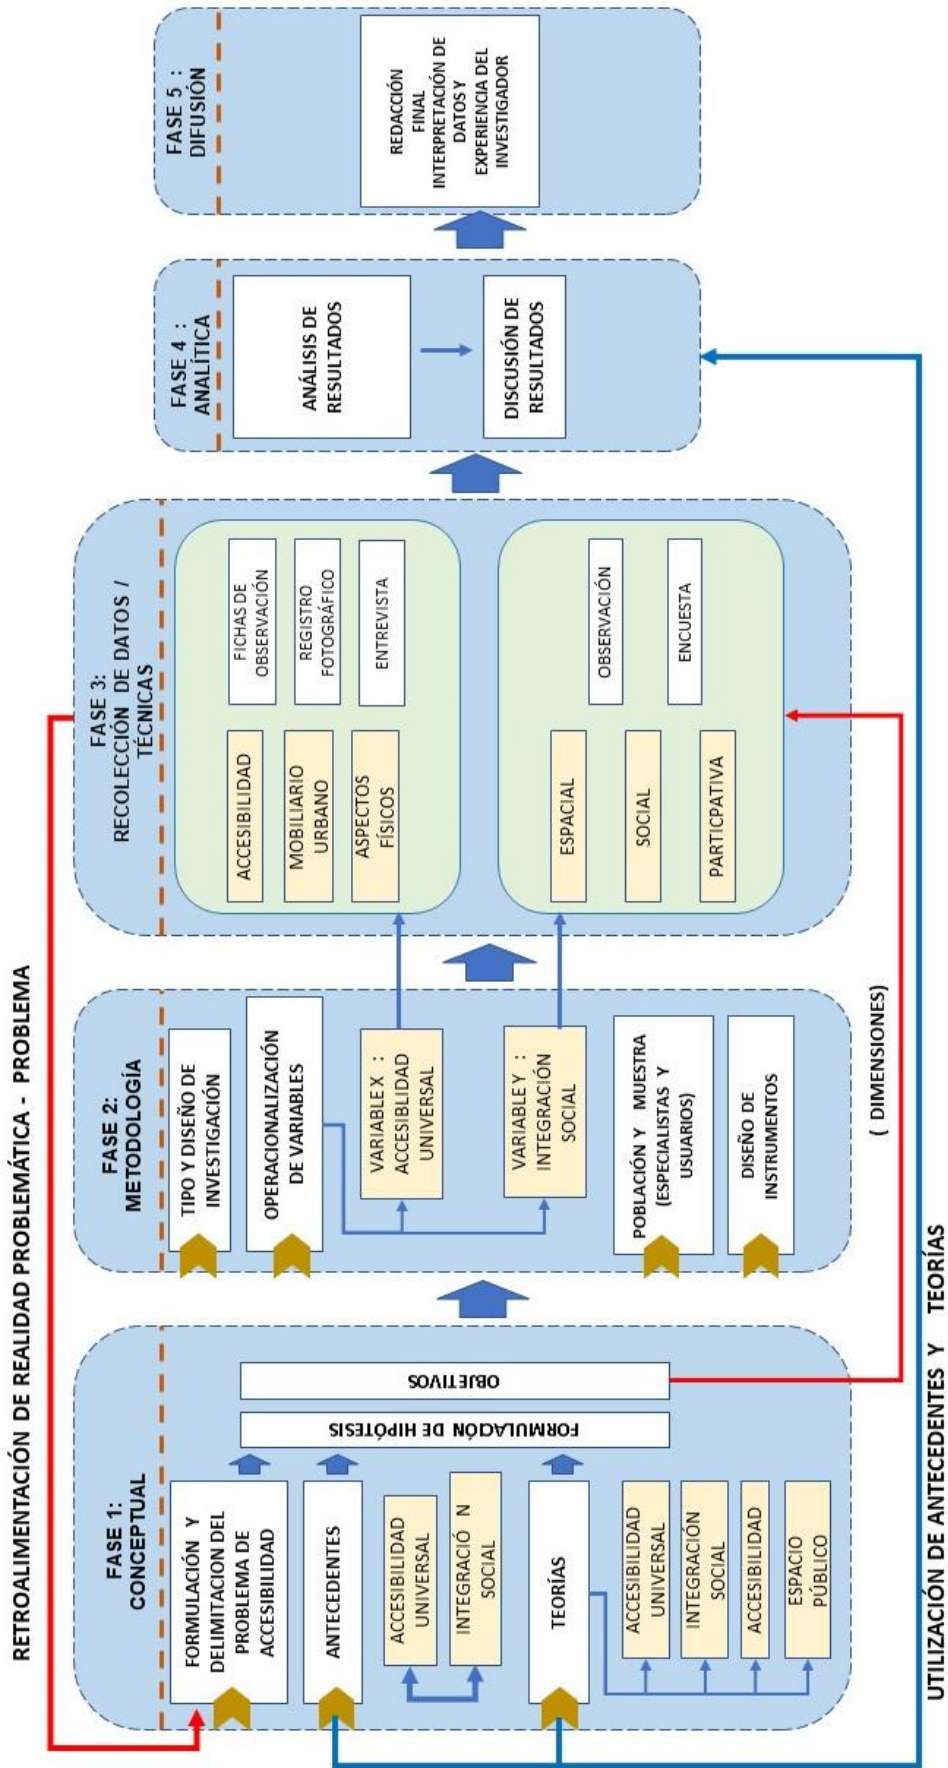 RETROALIMENTACIÓN DE REALIDAD PROBLEMÁTICA - PROBLEMA
FASE 1:
CONCEPTUAL
FORMULACIÓN Y
DELIMITACION DEL
PROBLEMA DE
ACCESIBILIDAD
ANTECEDENTES
ACCESIBILIDAD
UNIVERSAL
INTEGRACIÓ N
SOCIAL
TEORÍAS
ACCESIBILIDAD
UNIVERSAL
INTEGRACIÓN
SOCIAL
ACCESIBILIDAD
ESPACIO
PÚBLICO
FORMULACIÓN DE HIPÓTESIS
OBJETIVOS
FASE 2:
METODOLOGÍA
TIPO Y DISEÑO DE
INVESTIGACIÓN
OPERACIONALIZACIÓN
DE VARIABLES
VARIABLE X :
ACCESIBLIDAD
UNIVERSAL
VARIABLE Y :
INTEGRACIÓN
SOCIAL
POBLACIÓN Y MUESTRA
(ESPECIALISTAS Y
USUARIOS)
DISEÑO DE
INSTRUMENTOS
FASE 3:
RECOLECCIÓN DE DATOS /
TÉCNICAS
ACCESIBILIDAD
MOBILIARIO
URBANO
ASPECTOS
FÍSICOS
FICHAS DE
OBSERVACIÓN
REGISTRO
FOTOGRÁFICO
ENTREVISTA
ESPACIAL
SOCIAL
PARTICPATIVA
OBSERVACIÓN
ENCUESTA
FASE 4 :
ANALÍTICA
ANÁLISIS DE
RESULTADOS
DISCUSIÓN DE
RESULTADOS
FASE 5 :
DIFUSIÓN
REDACCIÓN
FINAL
INTERPRETACIÓN DE
DATOS Y
EXPERIENCIA DEL
INVESTIGADOR
( DIMENSIONES)
UTILIZACIÓN DE ANTECEDENTES Y TEORÍAS